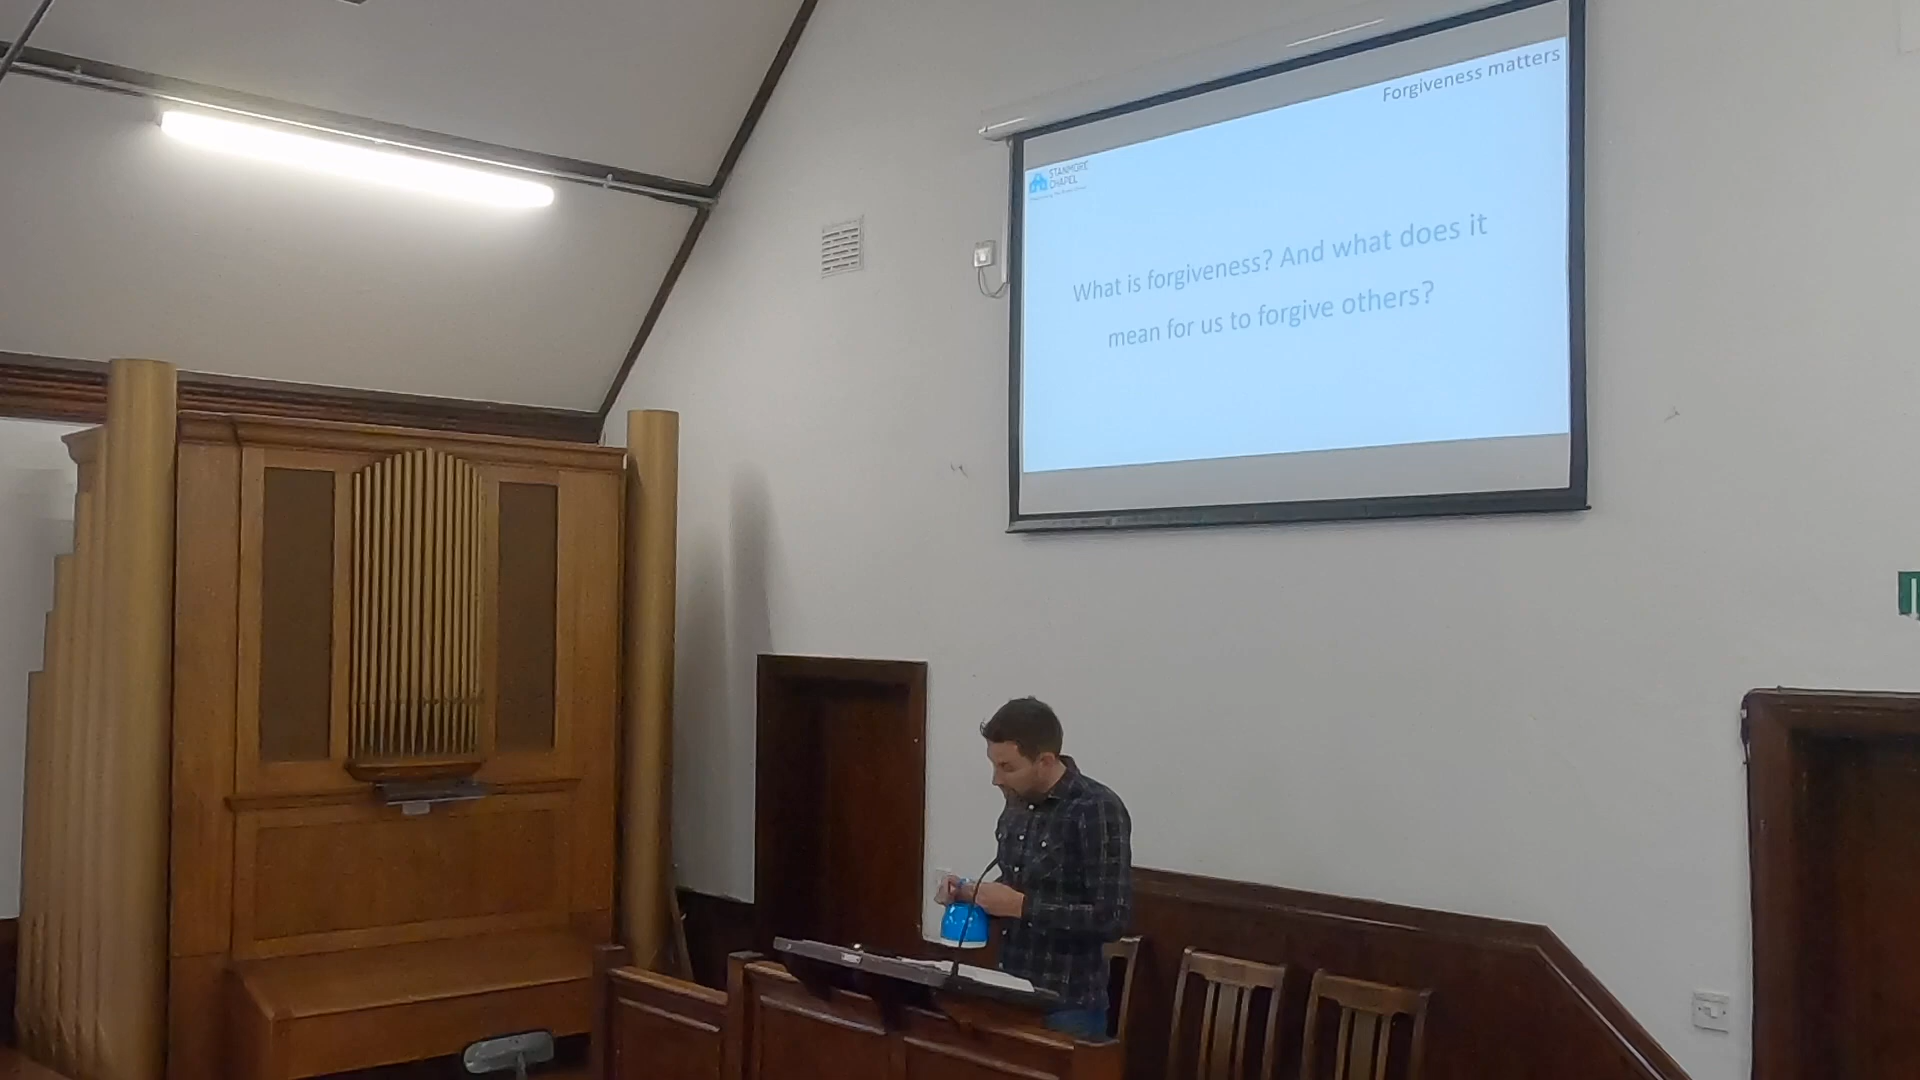 Forgiveness matters
STANMORE
CHAPEL
What is forgiveness? And what does it
mean for us to forgive others?